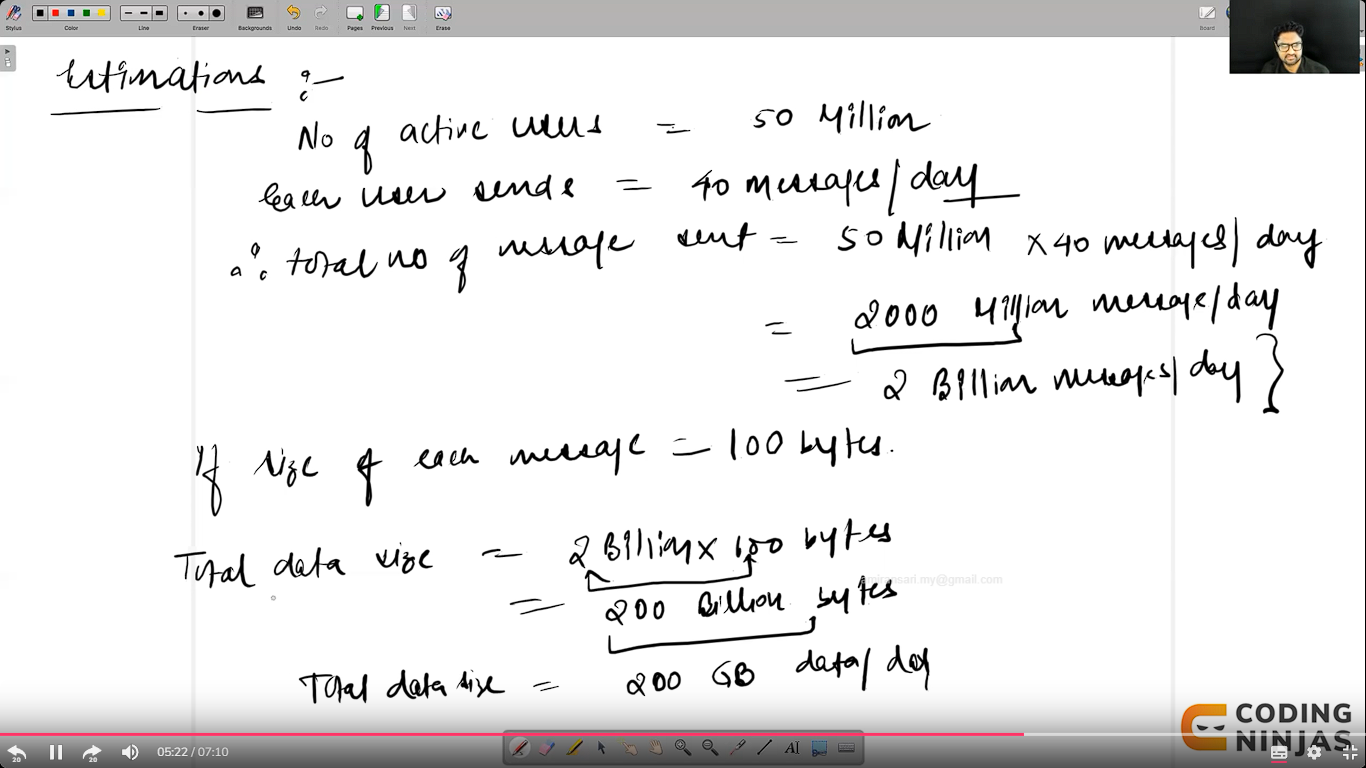 Stylus Color Line Eraser Backgrounds Undo Redo Pages Previous Next Erase Board
Estimations :-
No of active users = 50 Million
Each user sends = 40 messages/day
∴ total no of message sent = 50 Million × 40 messages/day
= 2000 Million message/day
= 2 Billion messages/day }
If size of each message = 100 bytes.
Total data size = 2 Billion × 100 bytes
amiransari.my@gmail.com
= 200 Billion bytes
Total data size = 200 GB data/day
CODING
NINJAS
20 20 05:22 / 07:10
AI